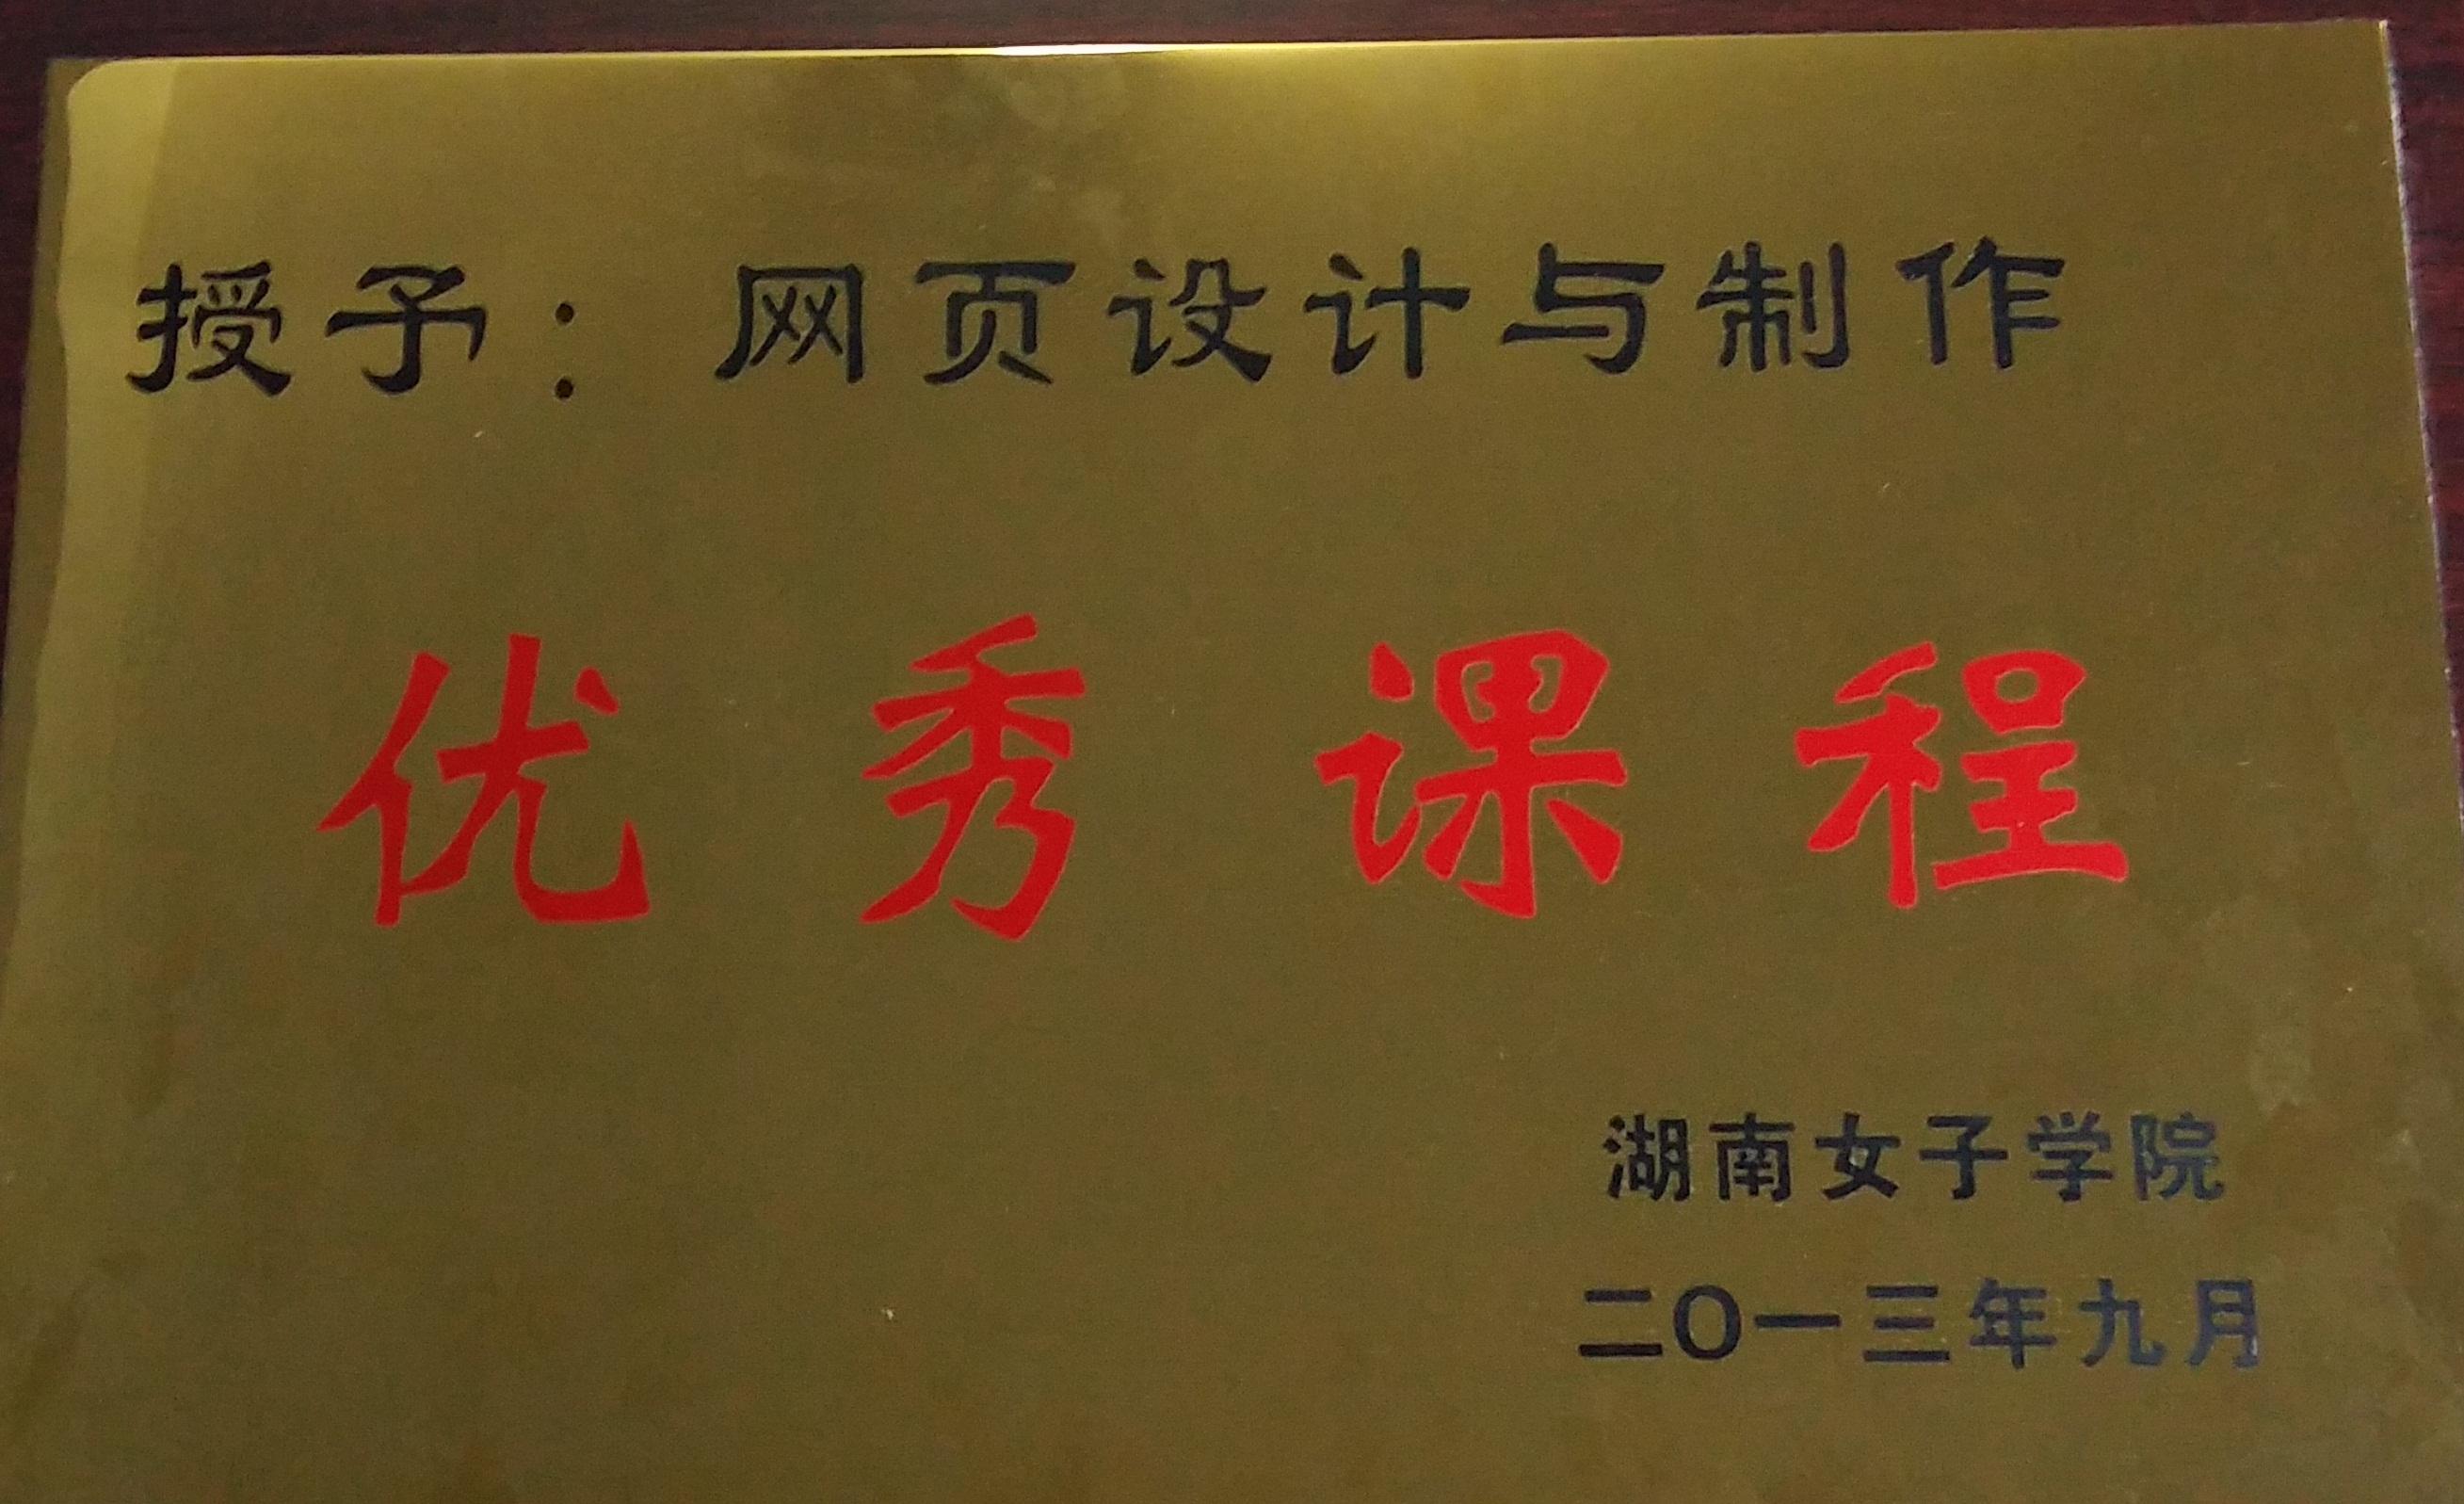 授予：网页设计与制作
优秀课程
湖南女子学院
二〇一三年九月